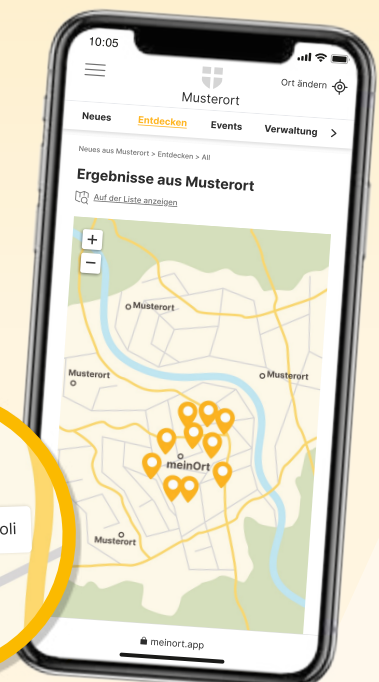 10:05
Ort ändern
Musterort
Neues Entdecken Events Verwaltung >
Neues aus Musterort > Entdecken > All
Ergebnisse aus Musterort
Auf der Liste anzeigen
+
−
Musterort
Musterort
Musterort
meinOrt
oli
Musterort
meinort.app